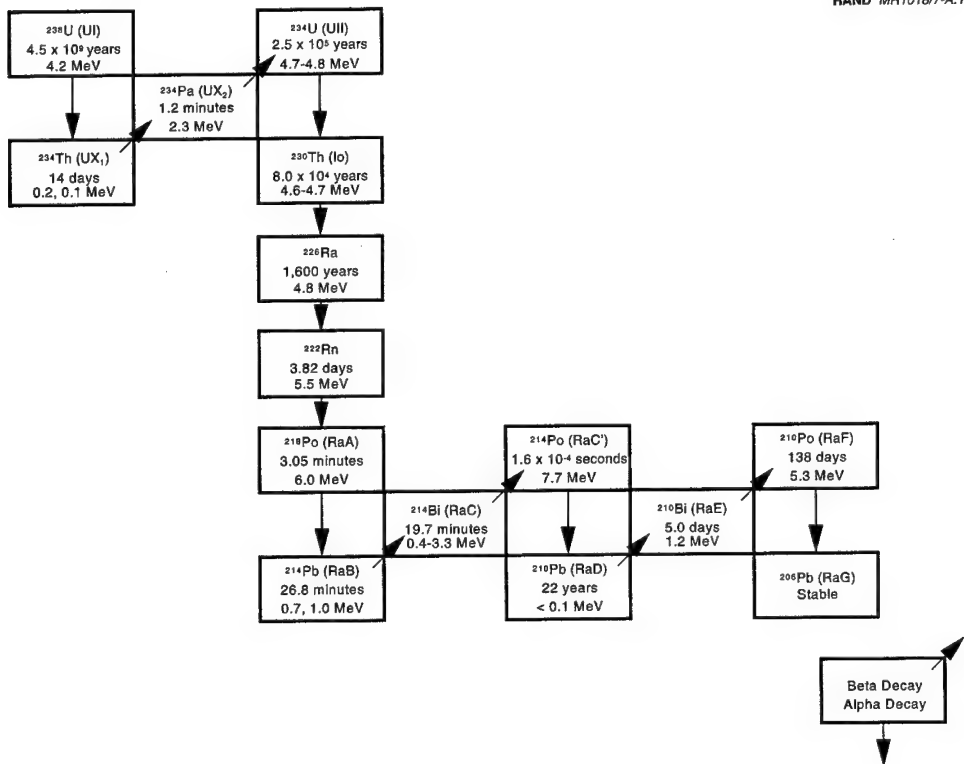 RAND MR1018/7-A.1
²³⁸U (UI)
4.5 x 10⁹ years
4.2 MeV
²³⁴U (UII)
2.5 x 10⁵ years
4.7-4.8 MeV
²³⁴Pa (UX₂)
1.2 minutes
2.3 MeV
²³⁴Th (UX₁)
14 days
0.2, 0.1 MeV
²³⁰Th (Io)
8.0 x 10⁴ years
4.6-4.7 MeV
²²⁶Ra
1,600 years
4.8 MeV
²²²Rn
3.82 days
5.5 MeV
²¹⁸Po (RaA)
3.05 minutes
6.0 MeV
²¹⁴Po (RaC')
1.6 x 10⁻⁴ seconds
7.7 MeV
²¹⁰Po (RaF)
138 days
5.3 MeV
²¹⁴Bi (RaC)
19.7 minutes
0.4-3.3 MeV
²¹⁰Bi (RaE)
5.0 days
1.2 MeV
²¹⁴Pb (RaB)
26.8 minutes
0.7, 1.0 MeV
²¹⁰Pb (RaD)
22 years
< 0.1 MeV
²⁰⁶Pb (RaG)
Stable
Beta Decay
Alpha Decay